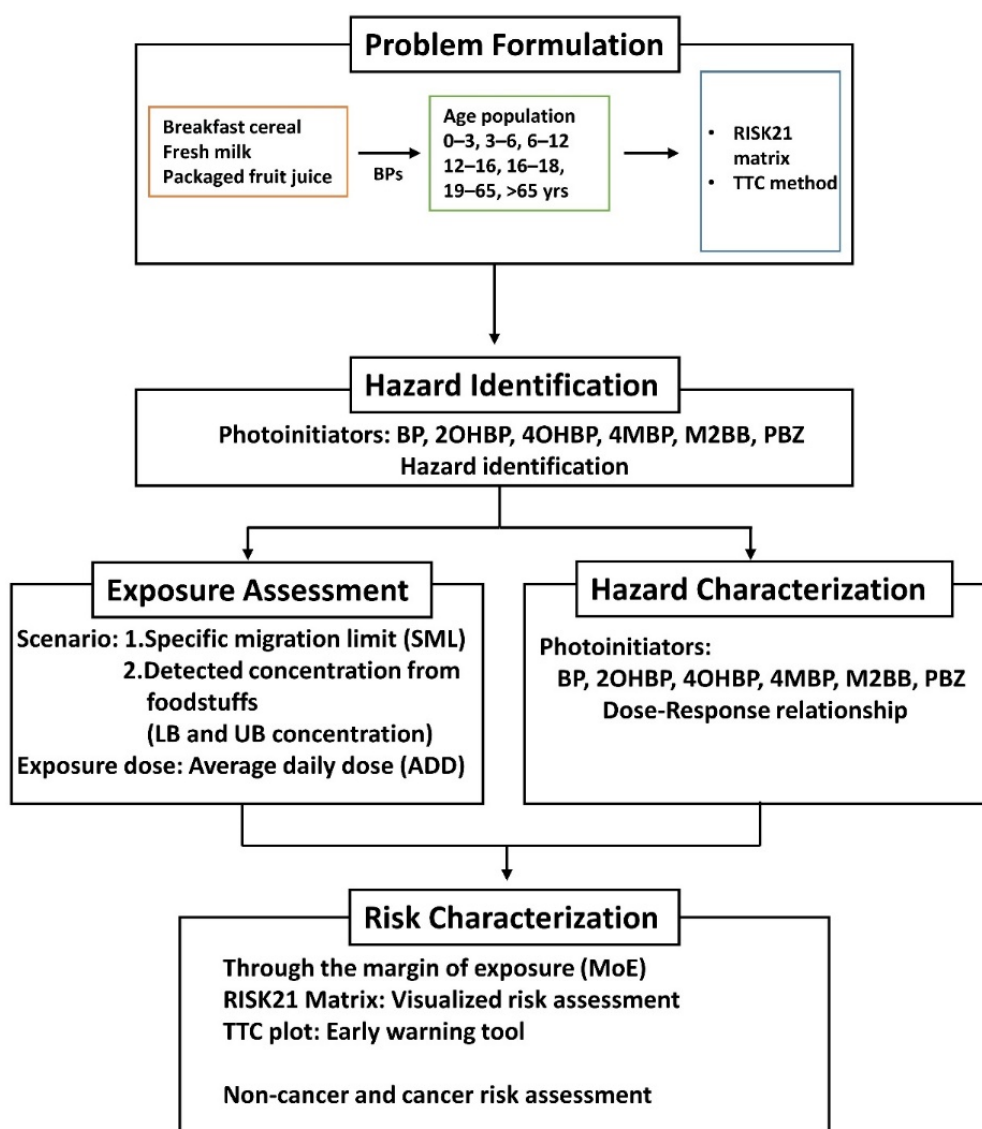 Problem Formulation
Breakfast cereal
Fresh milk
Packaged fruit juice
BPs
Age population
0–3, 3–6, 6–12
12–16, 16–18,
19–65, >65 yrs
• RISK21
matrix
• TTC method
Hazard Identification
Photoinitiators: BP, 2OHBP, 4OHBP, 4MBP, M2BB, PBZ
Hazard identification
Exposure Assessment
Scenario: 1.Specific migration limit (SML)
2.Detected concentration from
foodstuffs
(LB and UB concentration)
Exposure dose: Average daily dose (ADD)
Hazard Characterization
Photoinitiators:
BP, 2OHBP, 4OHBP, 4MBP, M2BB, PBZ
Dose-Response relationship
Risk Characterization
Through the margin of exposure (MoE)
RISK21 Matrix: Visualized risk assessment
TTC plot: Early warning tool
Non-cancer and cancer risk assessment